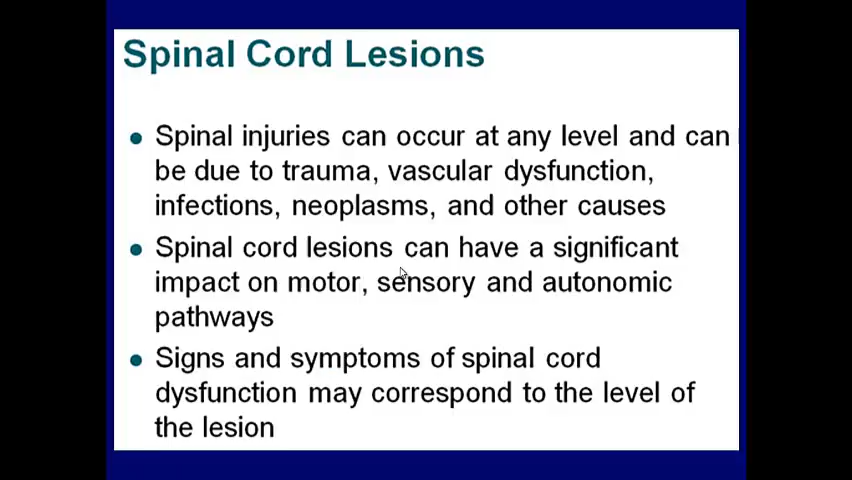 Spinal Cord Lesions
● Spinal injuries can occur at any level and can
be due to trauma, vascular dysfunction,
infections, neoplasms, and other causes
● Spinal cord lesions can have a significant
impact on motor, sensory and autonomic
pathways
● Signs and symptoms of spinal cord
dysfunction may correspond to the level of
the lesion